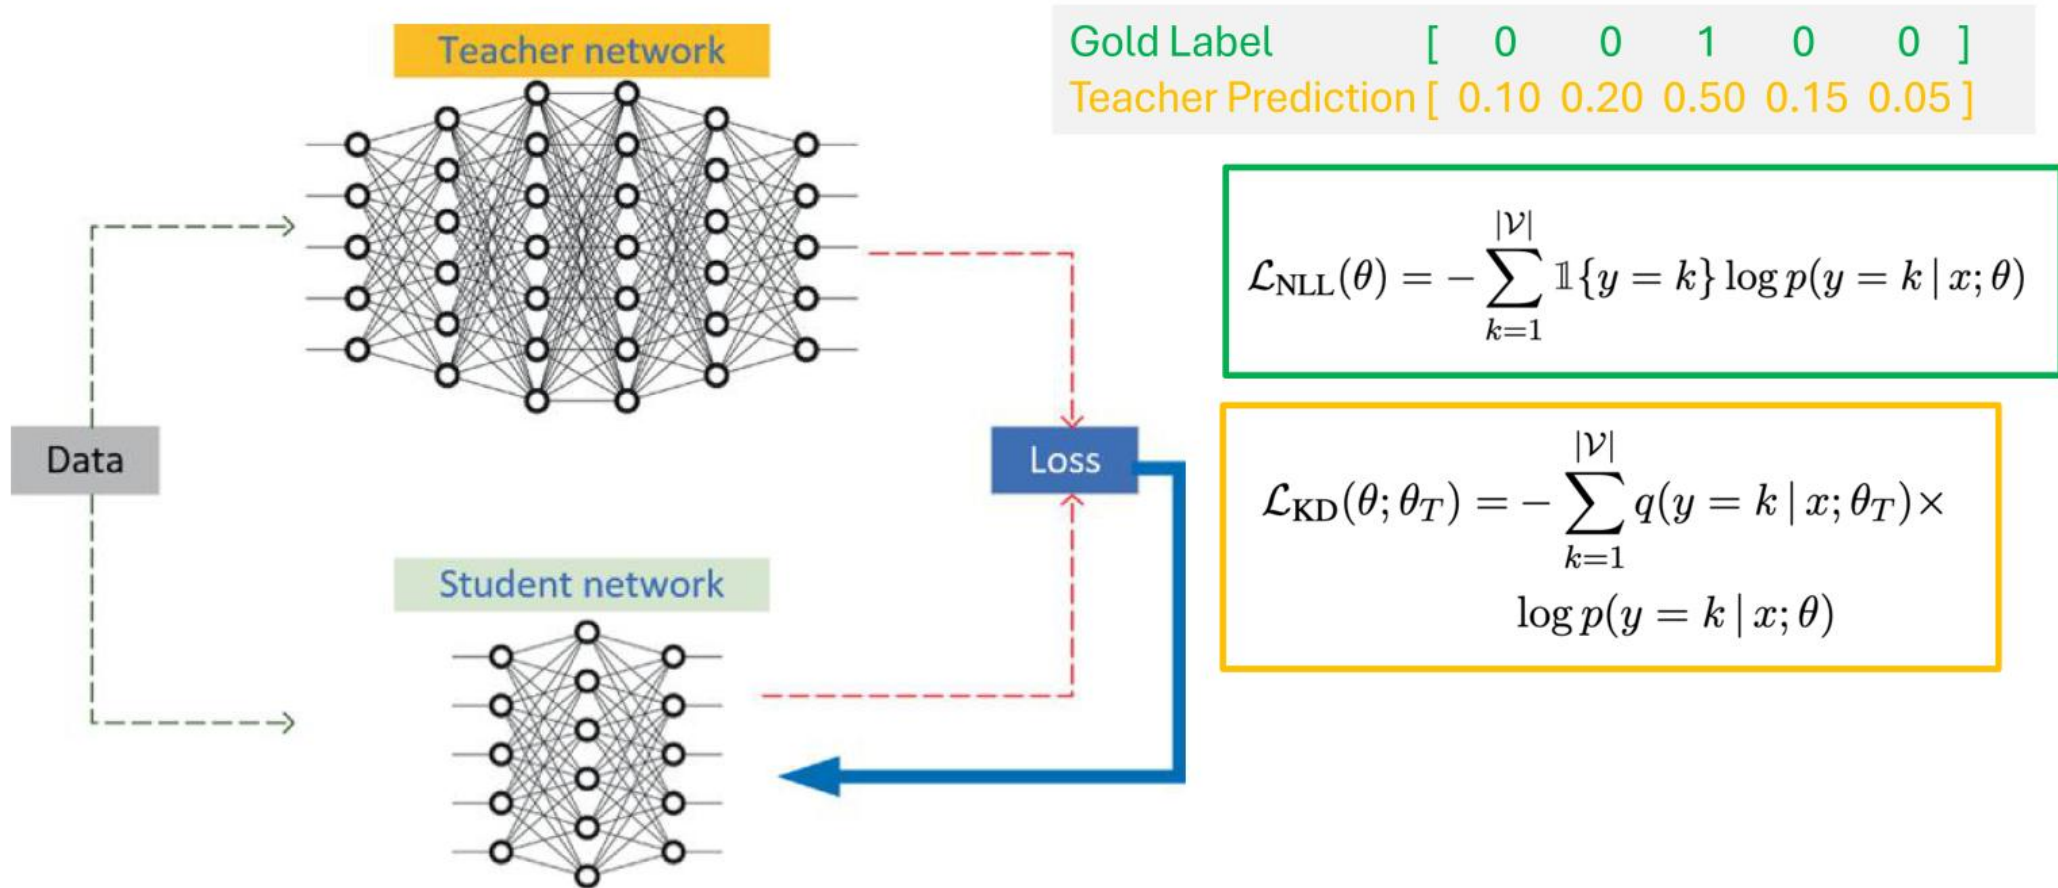 Teacher network
Gold Label [ 0 0 1 0 0 ]
Teacher Prediction [ 0.10 0.20 0.50 0.15 0.05 ]
𝓛_NLL(θ) = − ∑_{k=1}^{|𝒱|} 𝟙{y = k} log p(y = k | x; θ)
Data
Loss
𝓛_KD(θ; θ_T) = − ∑_{k=1}^{|𝒱|} q(y = k | x; θ_T) ×
log p(y = k | x; θ)
Student network